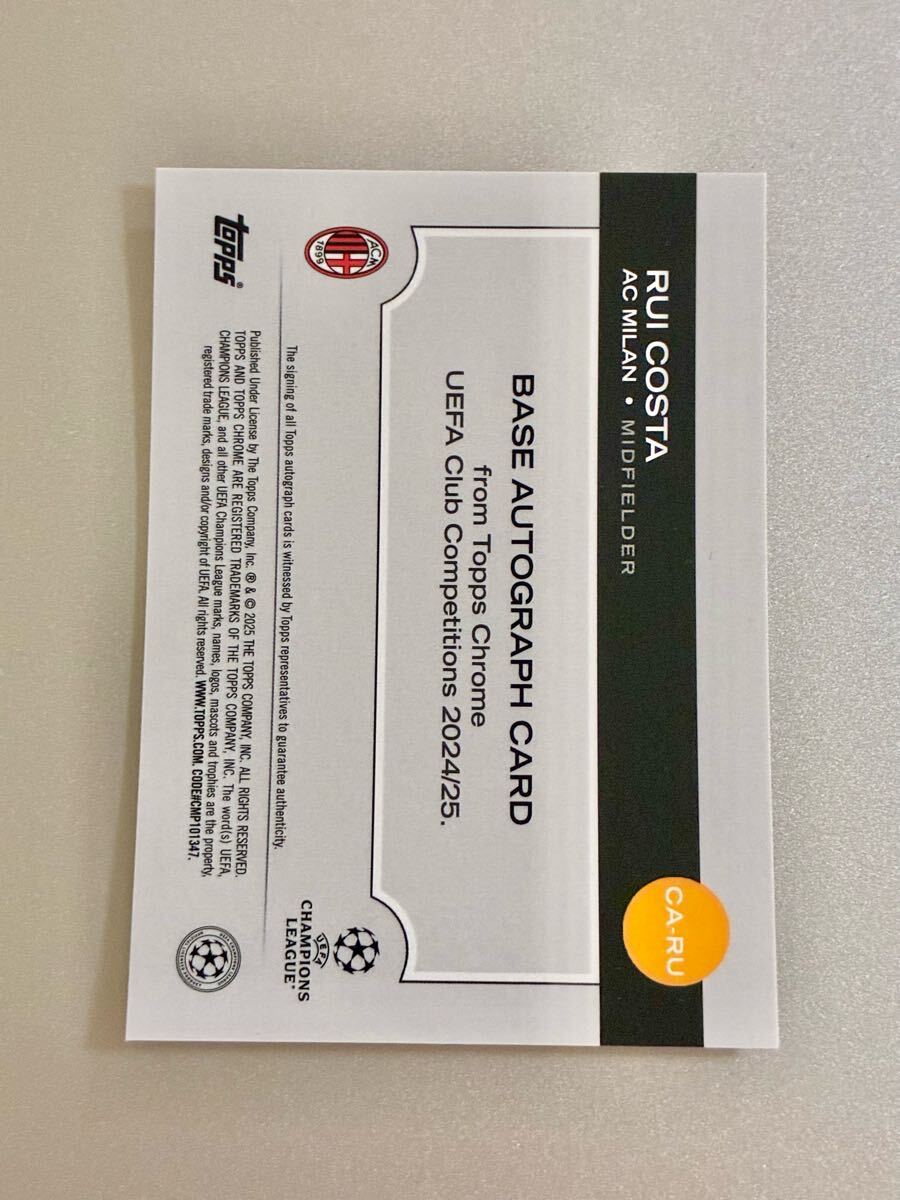 RUI COSTA
AC MILAN • MIDFIELDER
CA-RU
BASE AUTOGRAPH CARD
from Topps Chrome
UEFA Club Competitions 2024/25.
ACM
1899
UEFA
CHAMPIONS
LEAGUE®
The signing of all Topps autograph cards is witnessed by Topps representatives to guarantee authenticity.
topps®
Published Under License by The Topps Company, Inc. ® & © 2025 THE TOPPS COMPANY, INC. ALL RIGHTS RESERVED.
TOPPS AND TOPPS CHROME ARE REGISTERED TRADEMARKS OF THE TOPPS COMPANY, INC. The word(s) UEFA,
CHAMPIONS LEAGUE, and all other UEFA Champions League marks, names, logos, mascots and trophies are the property,
registered trade marks, designs and/or copyright of UEFA. All rights reserved. WWW.TOPPS.COM. CODE#CMP101347.